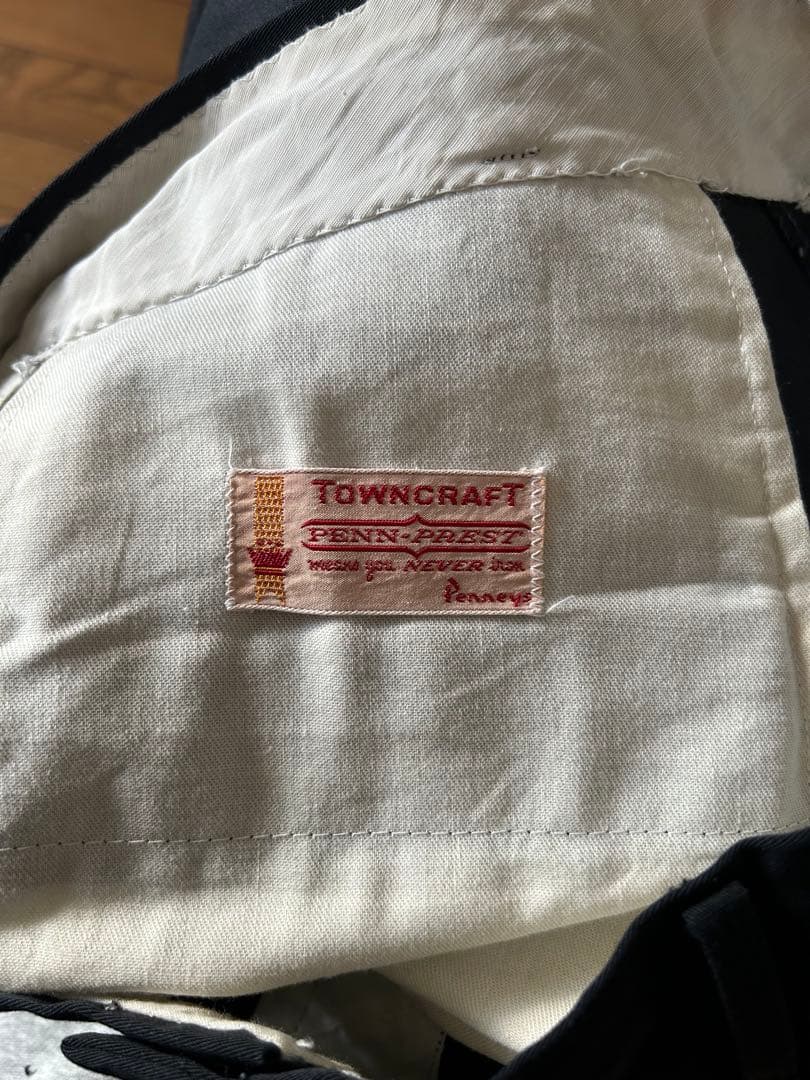 TOWNCRAFT
PENN-PREST
means you NEVER iron
Penneys